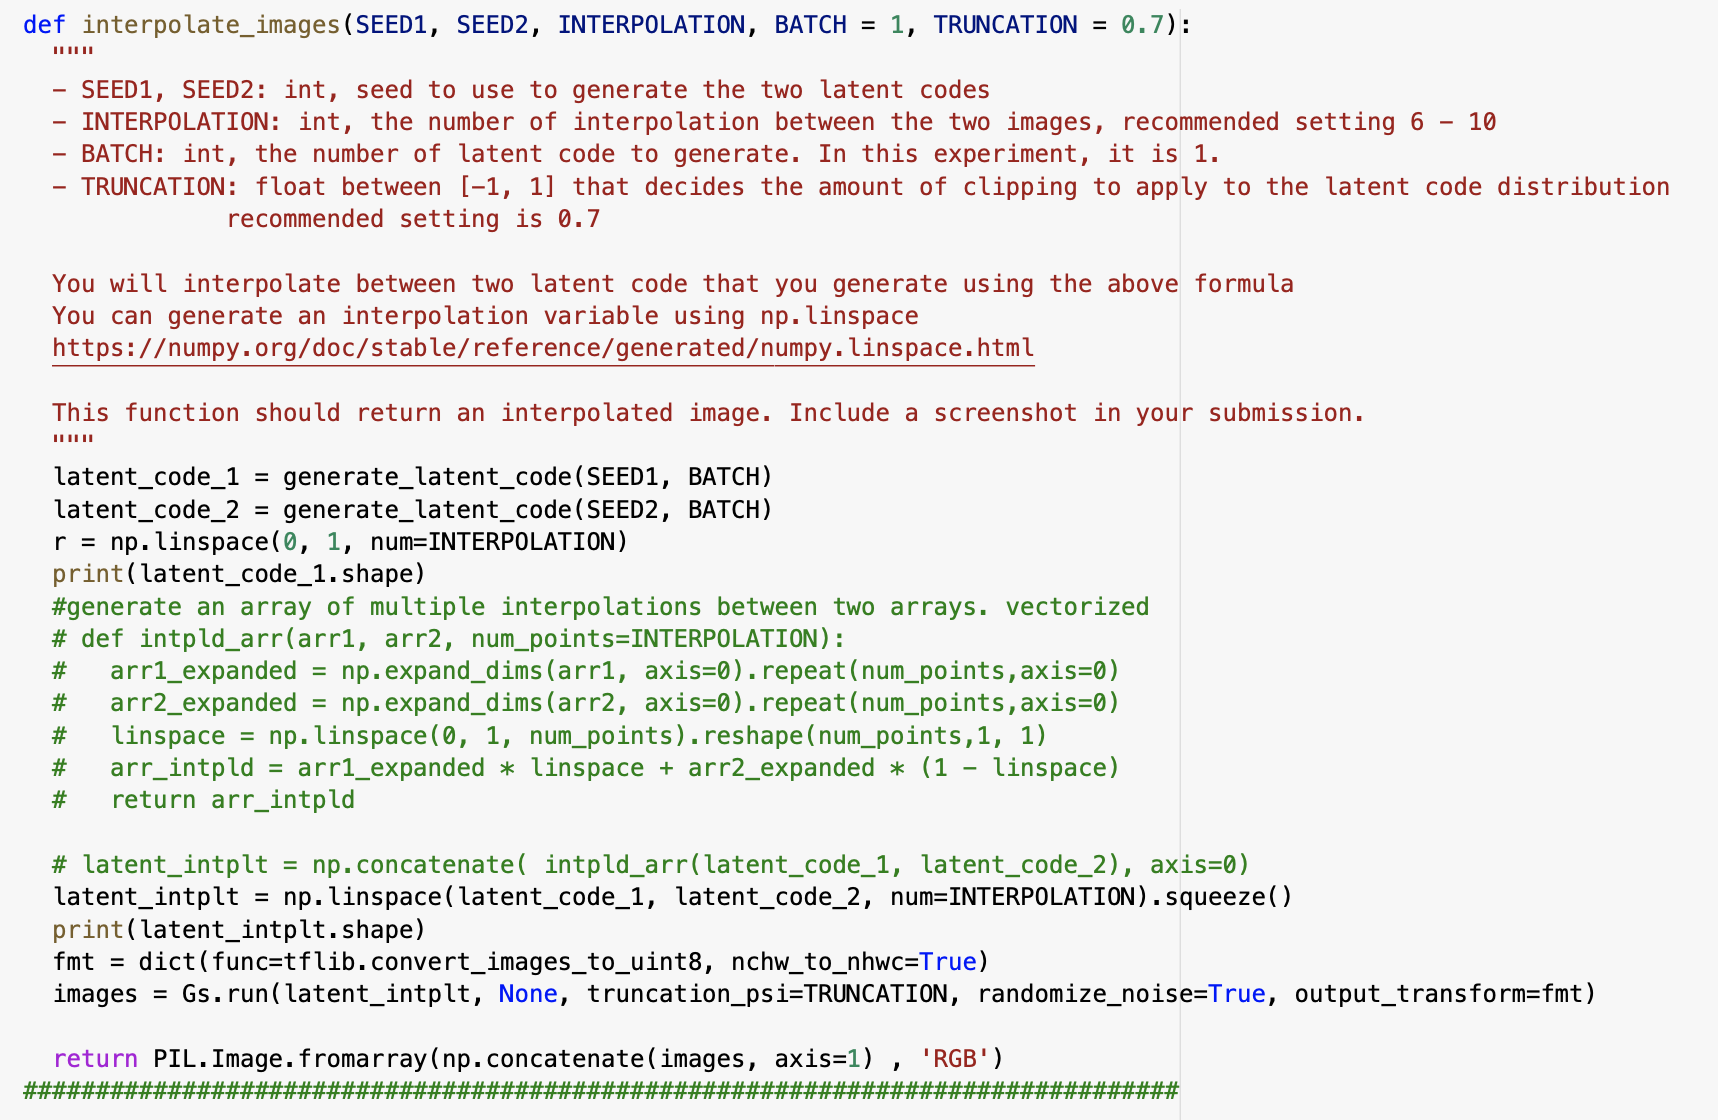 def interpolate_images(SEED1, SEED2, INTERPOLATION, BATCH = 1, TRUNCATION = 0.7):
  """
  - SEED1, SEED2: int, seed to use to generate the two latent codes
  - INTERPOLATION: int, the number of interpolation between the two images, recommended setting 6 - 10
  - BATCH: int, the number of latent code to generate. In this experiment, it is 1.
  - TRUNCATION: float between [-1, 1] that decides the amount of clipping to apply to the latent code distribution
              recommended setting is 0.7

  You will interpolate between two latent code that you generate using the above formula
  You can generate an interpolation variable using np.linspace
  https://numpy.org/doc/stable/reference/generated/numpy.linspace.html

  This function should return an interpolated image. Include a screenshot in your submission.
  """
  latent_code_1 = generate_latent_code(SEED1, BATCH)
  latent_code_2 = generate_latent_code(SEED2, BATCH)
  r = np.linspace(0, 1, num=INTERPOLATION)
  print(latent_code_1.shape)
  #generate an array of multiple interpolations between two arrays. vectorized
  # def intpld_arr(arr1, arr2, num_points=INTERPOLATION):
  #   arr1_expanded = np.expand_dims(arr1, axis=0).repeat(num_points,axis=0)
  #   arr2_expanded = np.expand_dims(arr2, axis=0).repeat(num_points,axis=0)
  #   linspace = np.linspace(0, 1, num_points).reshape(num_points,1, 1)
  #   arr_intpld = arr1_expanded * linspace + arr2_expanded * (1 - linspace)
  #   return arr_intpld

  # latent_intplt = np.concatenate( intpld_arr(latent_code_1, latent_code_2), axis=0)
  latent_intplt = np.linspace(latent_code_1, latent_code_2, num=INTERPOLATION).squeeze()
  print(latent_intplt.shape)
  fmt = dict(func=tflib.convert_images_to_uint8, nchw_to_nhwc=True)
  images = Gs.run(latent_intplt, None, truncation_psi=TRUNCATION, randomize_noise=True, output_transform=fmt)

  return PIL.Image.fromarray(np.concatenate(images, axis=1) , 'RGB')
################################################################################